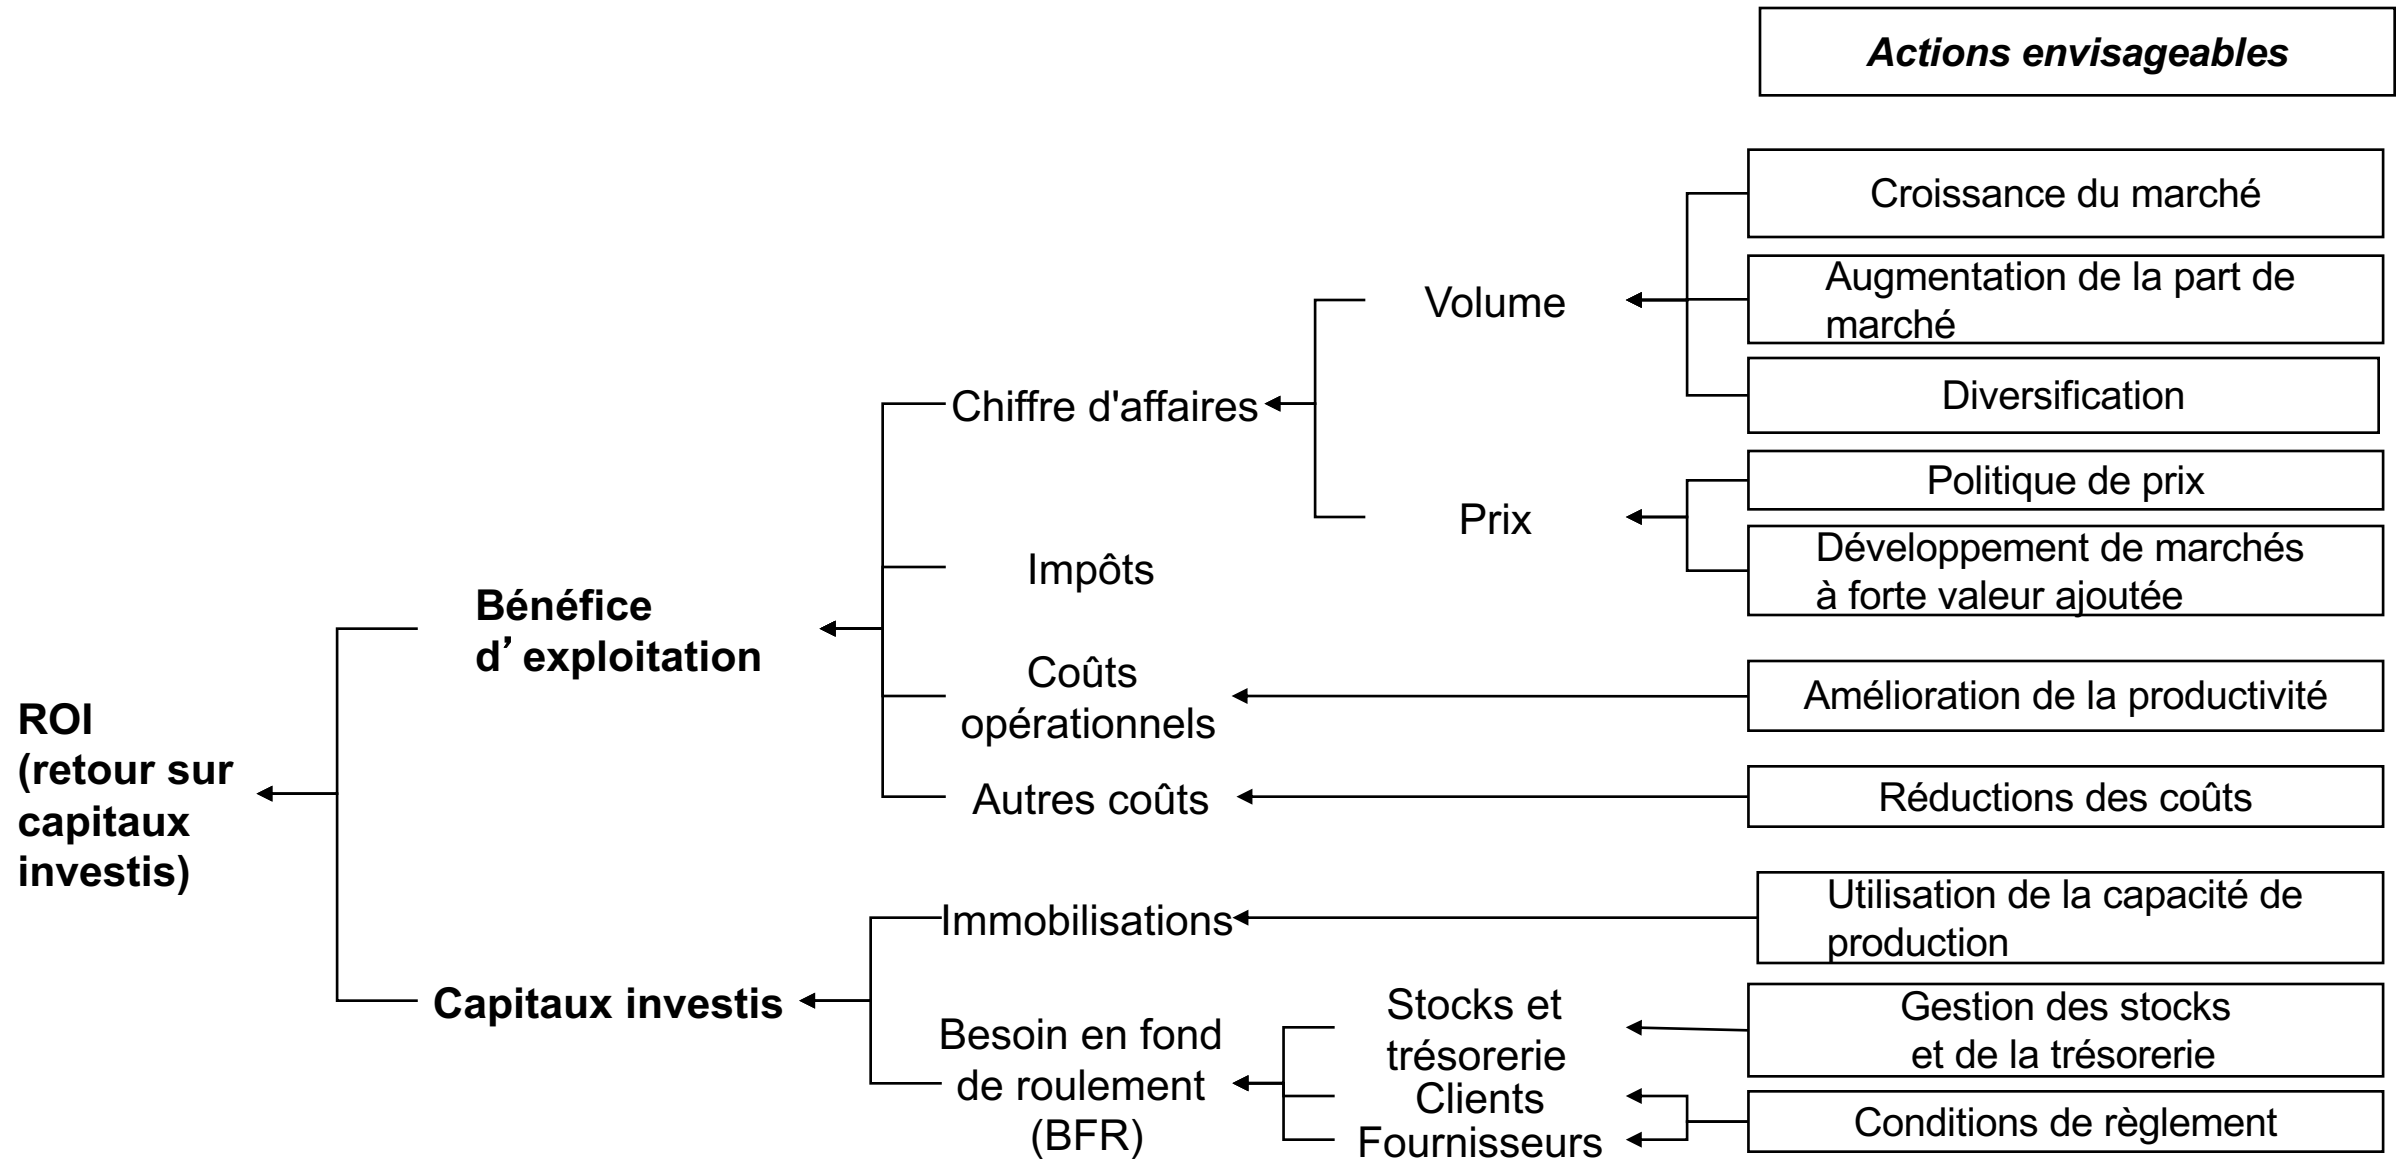 Actions envisageables
Croissance du marché
Augmentation de la part de
marché
Volume
Diversification
Chiffre d'affaires
Politique de prix
Prix
Développement de marchés
à forte valeur ajoutée
Impôts
Bénéfice
d’exploitation
Coûts
opérationnels
Amélioration de la productivité
ROI
(retour sur
capitaux
investis)
Autres coûts
Réductions des coûts
Utilisation de la capacité de
production
Immobilisations
Capitaux investis
Stocks et
trésorerie
Gestion des stocks
et de la trésorerie
Besoin en fond
de roulement
(BFR)
Clients
Fournisseurs
Conditions de règlement